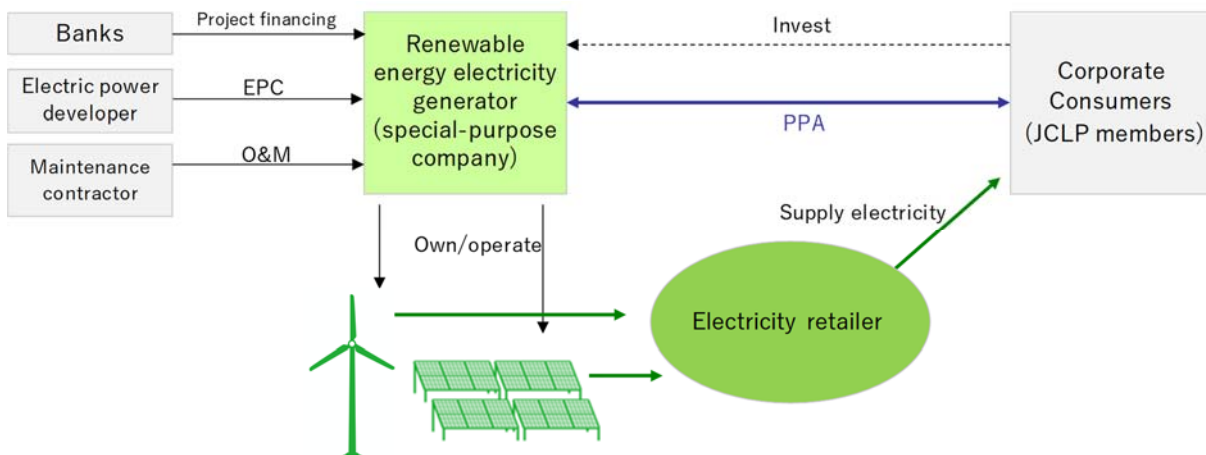 Banks
Project financing
Electric power
developer
EPC
Maintenance
contractor
O&M
Renewable
energy electricity
generator
(special-purpose
company)
Invest
PPA
Corporate
Consumers
(JCLP members)
Own/operate
Supply electricity
Electricity retailer